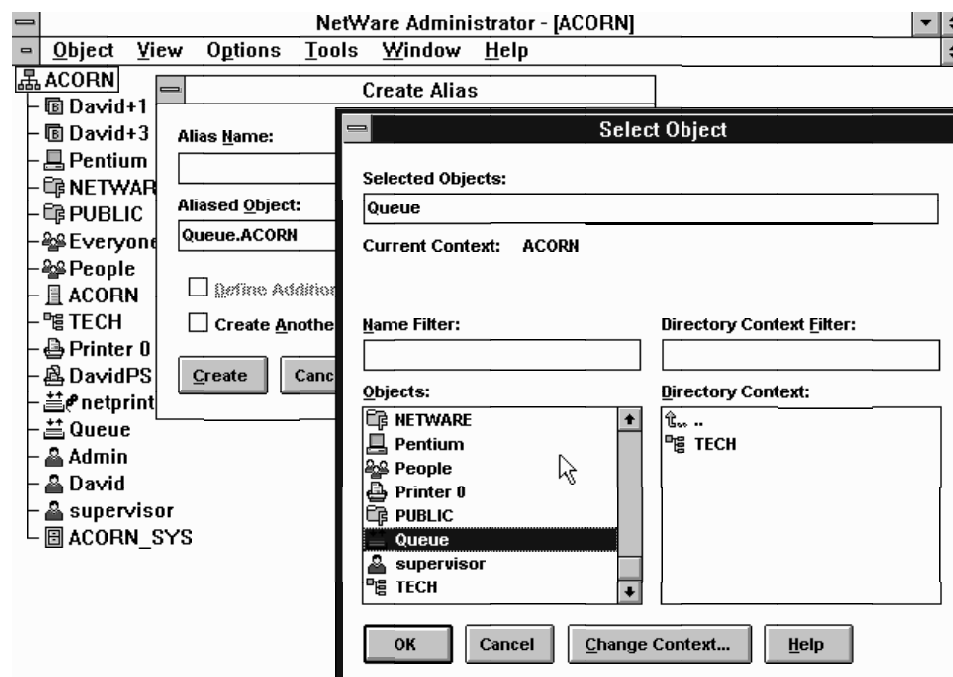 NetWare Administrator - [ACORN]
Object View Options Tools Window Help
ACORN
David+1
David+3
Pentium
NETWAR
PUBLIC
Everyone
People
ACORN
TECH
Printer 0
DavidPS
netprint
Queue
Admin
David
supervisor
ACORN_SYS
Create Alias
Alias Name:
Aliased Object:
Queue.ACORN
Define Addition
Create Anothe
Create Canc
Select Object
Selected Objects:
Queue
Current Context: ACORN
Name Filter:
Objects:
NETWARE
Pentium
People
Printer 0
PUBLIC
Queue
supervisor
TECH
Directory Context Filter:
Directory Context:
..
TECH
OK Cancel Change Context... Help